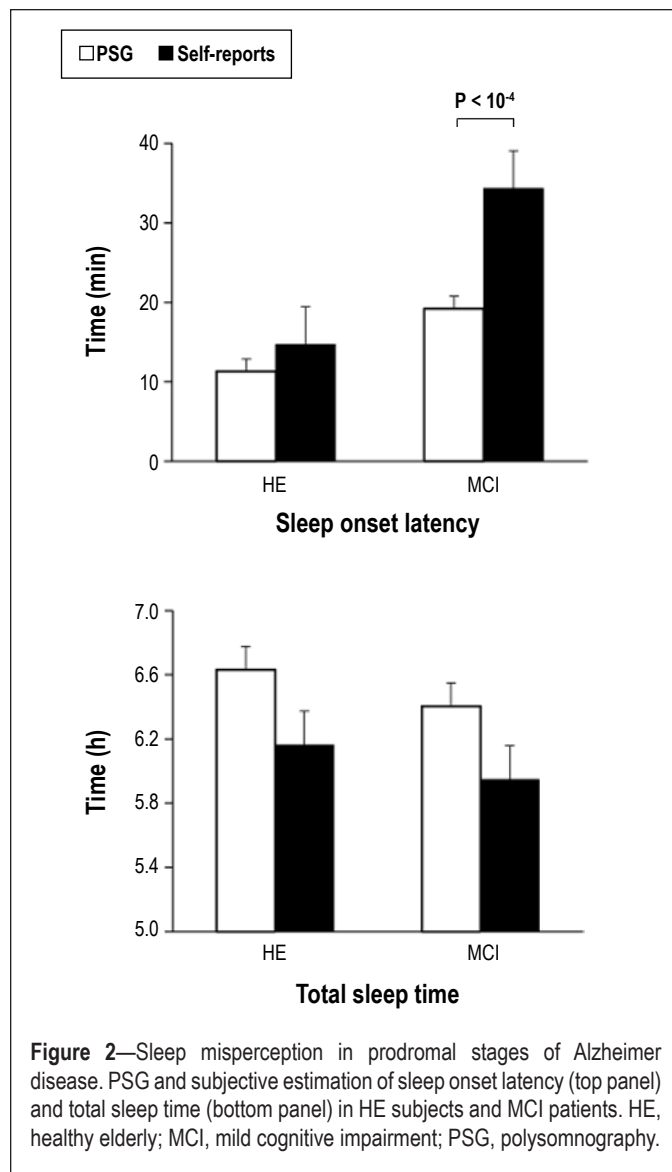 PSG Self-reports
P < 10-4
40
30
20
10
0
Time (min)
HE MCI
Sleep onset latency
7.0
6.6
6.2
5.8
5.4
5.0
Time (h)
HE MCI
Total sleep time
Figure 2—Sleep misperception in prodromal stages of Alzheimer
disease. PSG and subjective estimation of sleep onset latency (top panel)
and total sleep time (bottom panel) in HE subjects and MCI patients. HE,
healthy elderly; MCI, mild cognitive impairment; PSG, polysomnography.